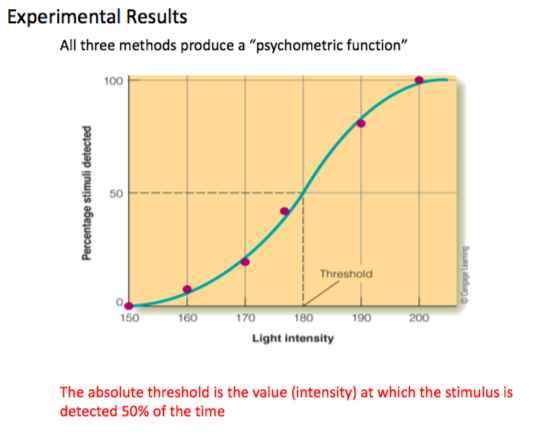 Experimental Results
All three methods produce a “psychometric function”
100
Percentage stimuli detected
50
Threshold
0
150 160 170 180 190 200
Light intensity
© Cengage Learning
The absolute threshold is the value (intensity) at which the stimulus is
detected 50% of the time